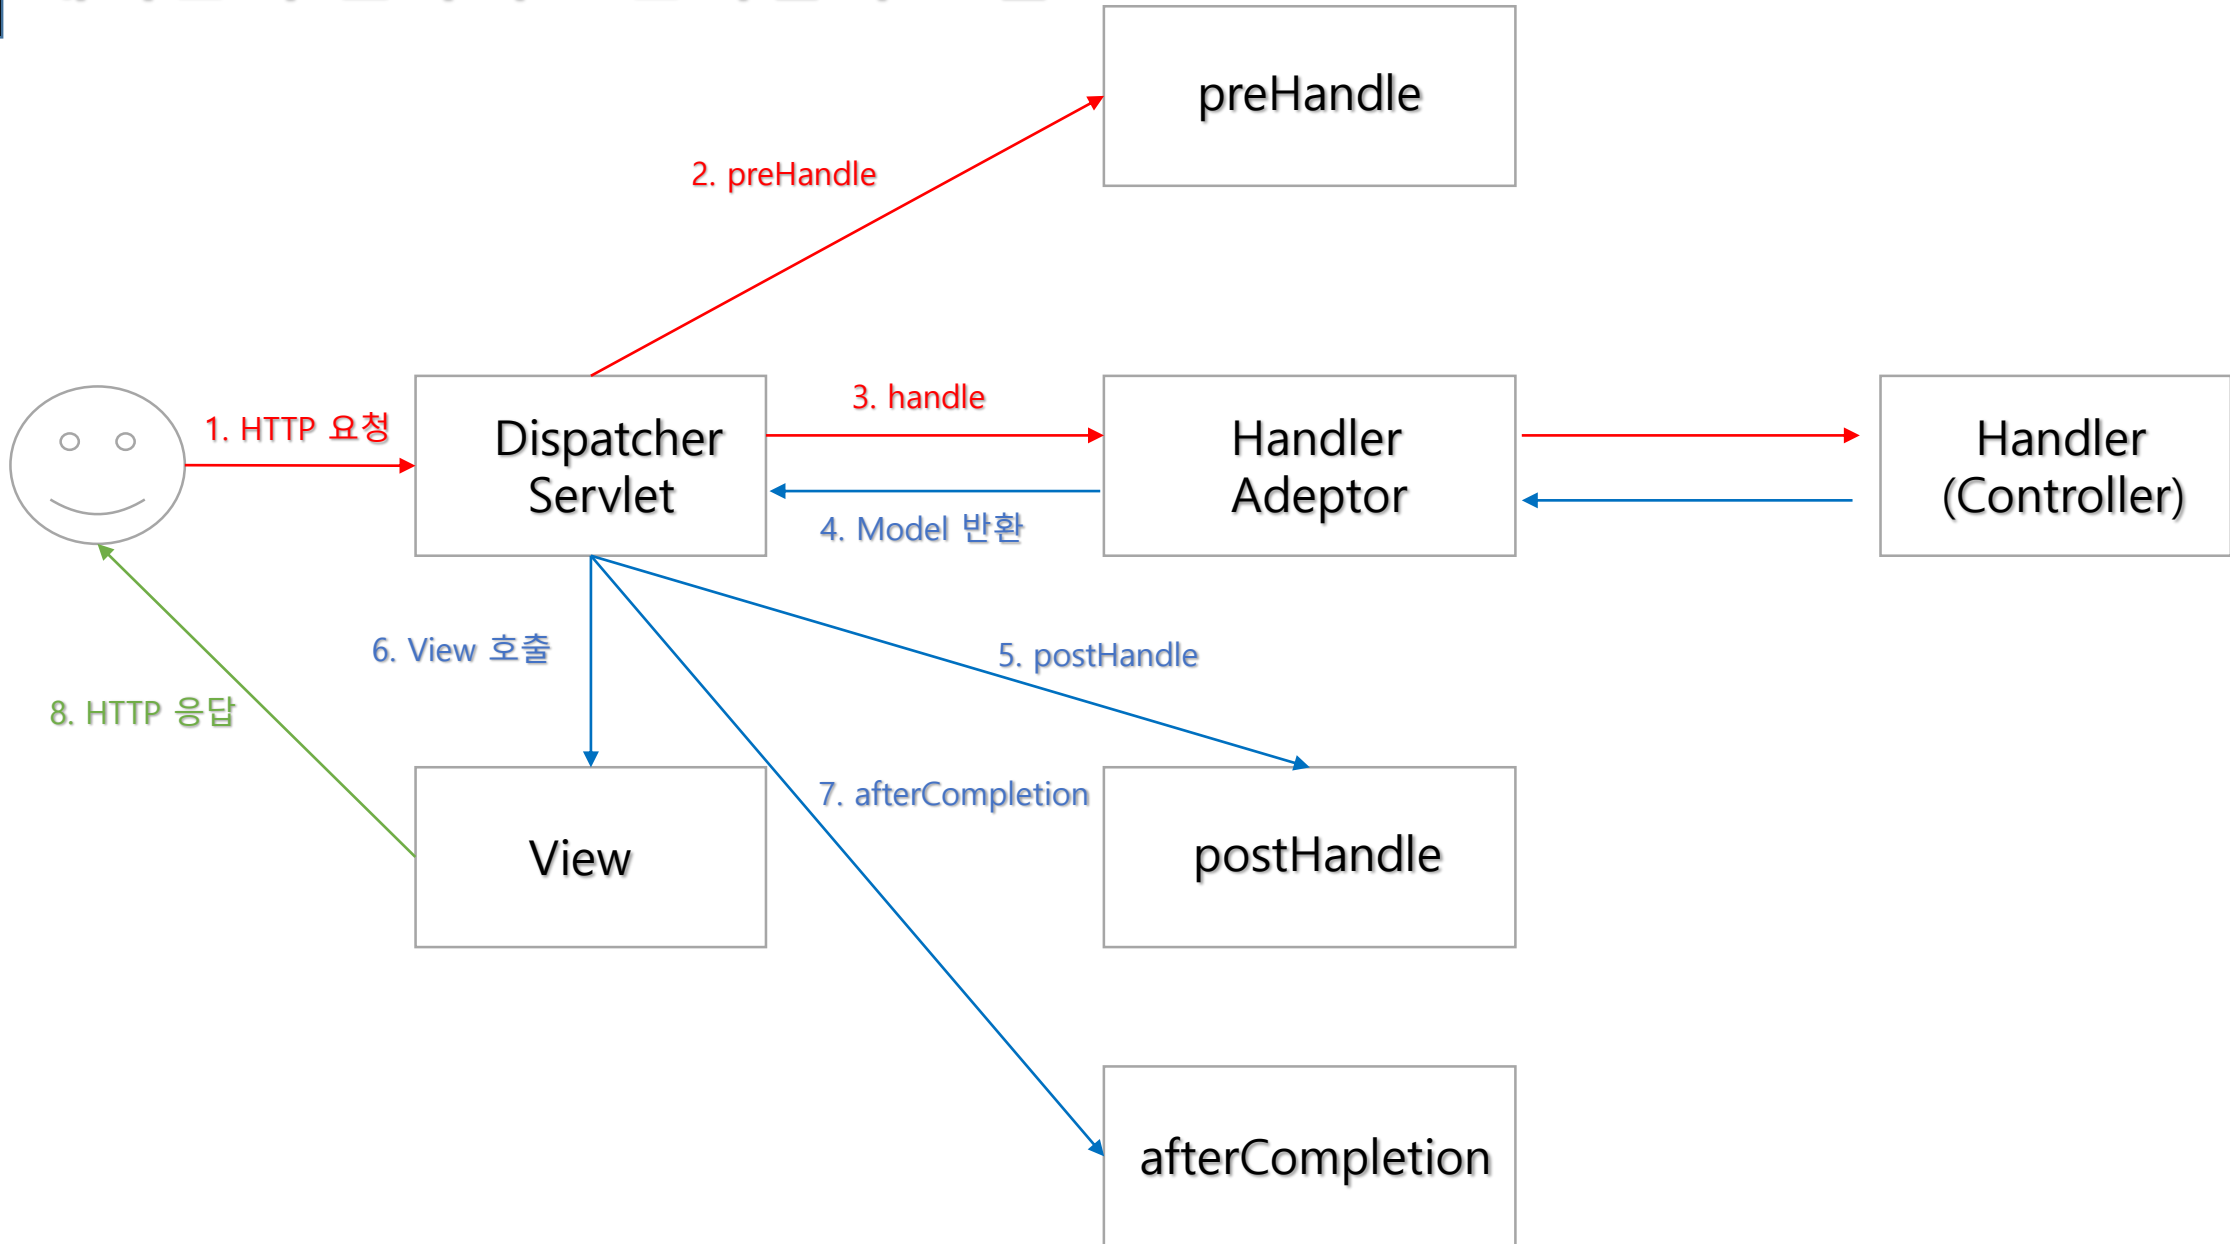 preHandle
2. preHandle
1. HTTP 요청
Dispatcher
Servlet
3. handle
4. Model 반환
Handler
Adeptor
Handler
(Controller)
6. View 호출
5. postHandle
8. HTTP 응답
7. afterCompletion
View
postHandle
afterCompletion